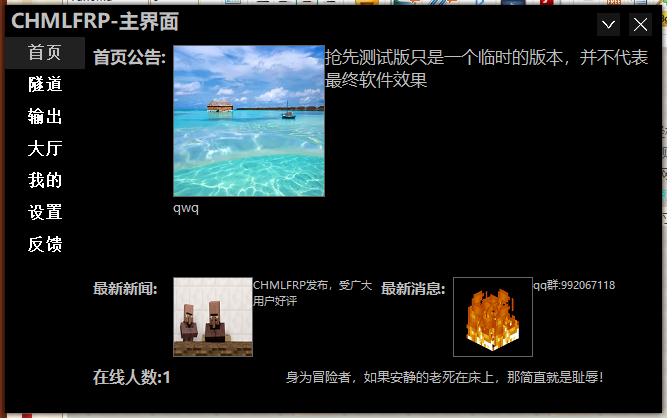 CHMLFRP-主界面
首页
隧道
输出
大厅
我的
设置
反馈
首页公告:
抢先测试版只是一个临时的版本，并不代表
最终软件效果
qwq
最新新闻:
CHMLFRP发布，受广大
用户好评
最新消息:
qq群:992067118
在线人数:1
身为冒险者，如果安静的老死在床上，那简直就是耻辱！